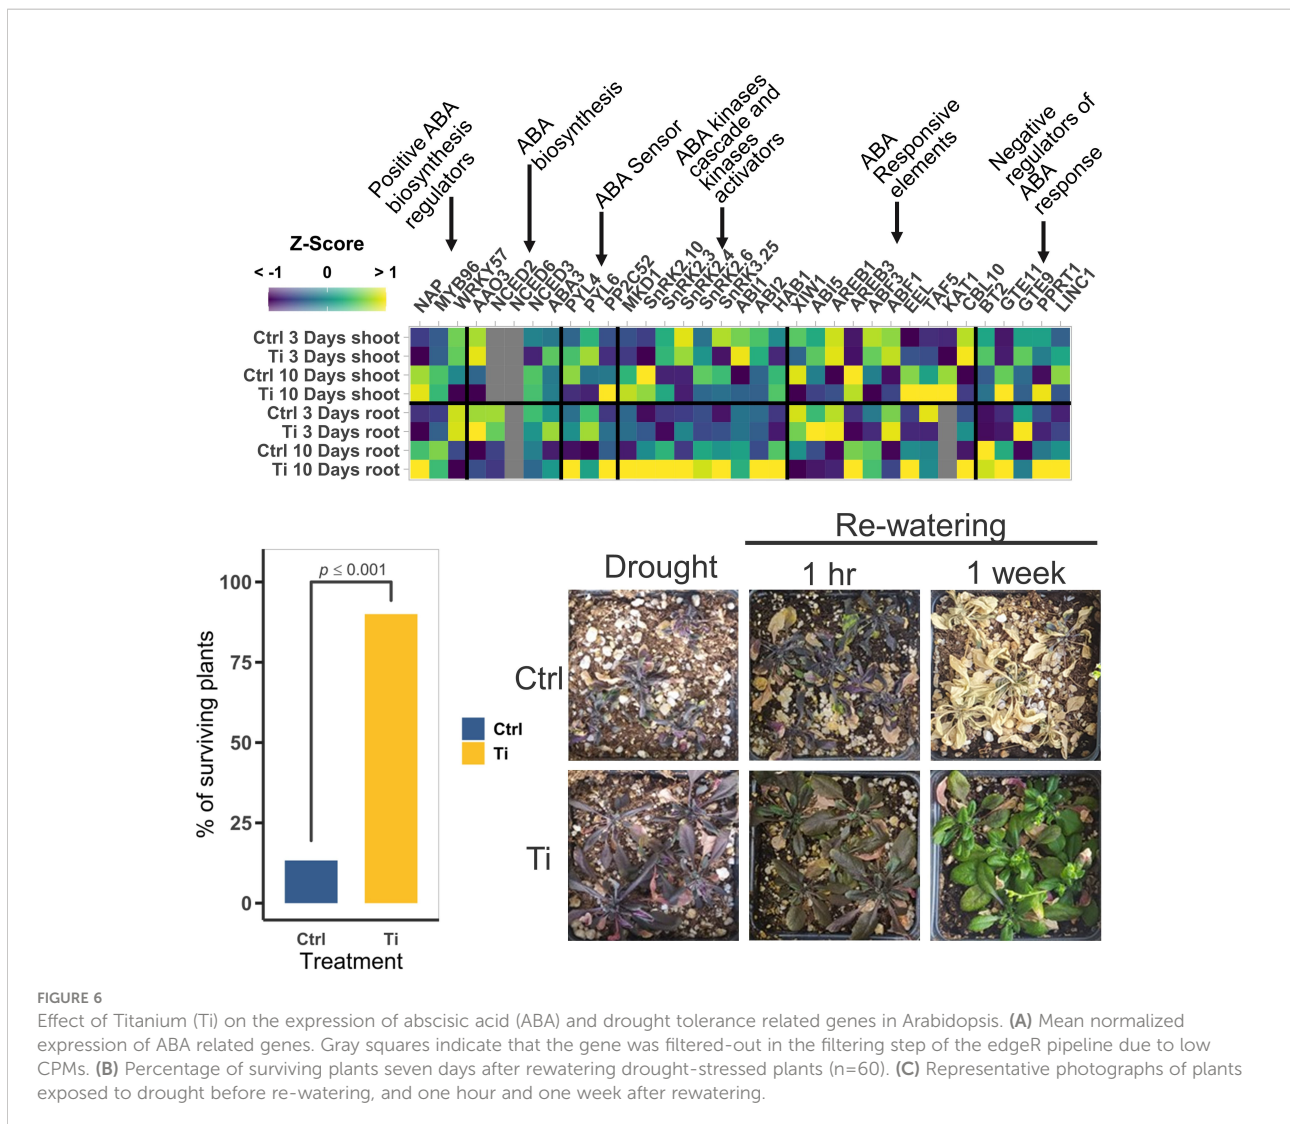 Positive ABA
biosynthesis
regulators
ABA
biosynthesis
ABA Sensor
ABA kinases
cascade and
kinases
activators
ABA
Responsive
elements
Negative
regulators of
ABA
response
Z-Score
< -1 0 > 1
NAP
MYB96
WRKY57
AAO3
NCED2
NCED6
NCED3
ABA3
PYL4
PYL6
PP2C52
MKD1
SnRK2.10
SnRK2.3
SnRK2.4
SnRK2.6
SnRK3.25
ABI1
ABI2
HAB1
XIW1
ABI5
AREB1
AREB3
ABF3
ABF1
EEL
TAF5
KAT1
CBL10
BT2
GTE11
GTE9
PPRT1
LINC1
Ctrl 3 Days shoot
Ti 3 Days shoot
Ctrl 10 Days shoot
Ti 10 Days shoot
Ctrl 3 Days root
Ti 3 Days root
Ctrl 10 Days root
Ti 10 Days root
% of surviving plants
100
75
50
25
0
p ≤ 0.001
Ctrl Ti
Treatment
Ctrl
Ti
Re-watering
Drought 1 hr 1 week
Ctrl
Ti
FIGURE 6
Effect of Titanium (Ti) on the expression of abscisic acid (ABA) and drought tolerance related genes in Arabidopsis. (A) Mean normalized
expression of ABA related genes. Gray squares indicate that the gene was filtered-out in the filtering step of the edgeR pipeline due to low
CPMs. (B) Percentage of surviving plants seven days after rewatering drought-stressed plants (n=60). (C) Representative photographs of plants
exposed to drought before re-watering, and one hour and one week after rewatering.